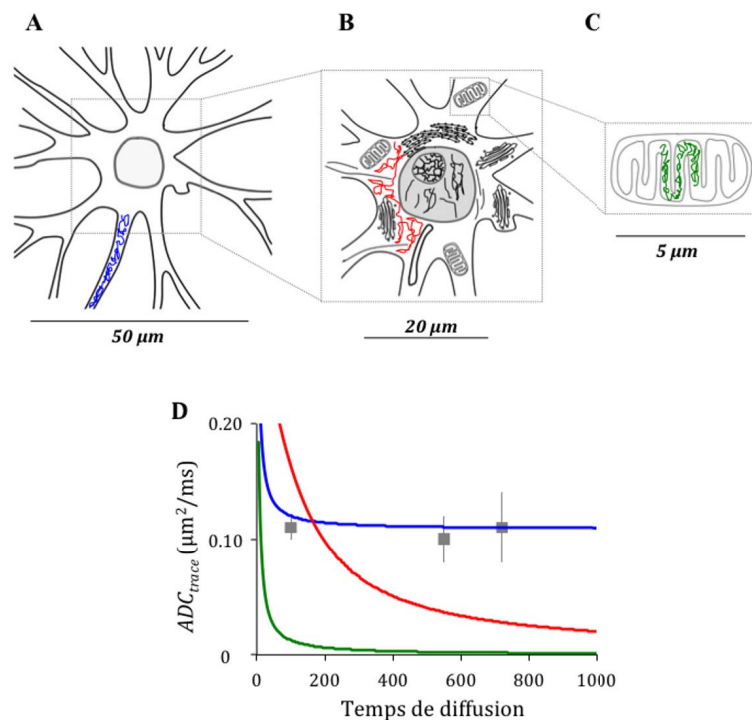 A
B
C
50 μm
20 μm
5 μm
D
0.20
0.10
0
ADCtrace (μm²/ms)
0 200 400 600 800 1000
Temps de diffusion